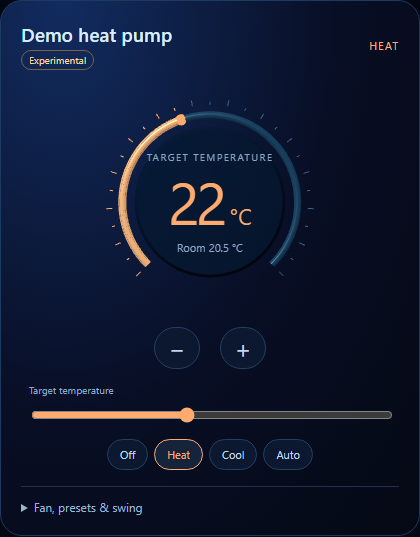 Demo heat pump
HEAT
Experimental
TARGET TEMPERATURE
22 °C
Room 20.5 °C
− +
Target temperature
Off Heat Cool Auto
▶ Fan, presets & swing